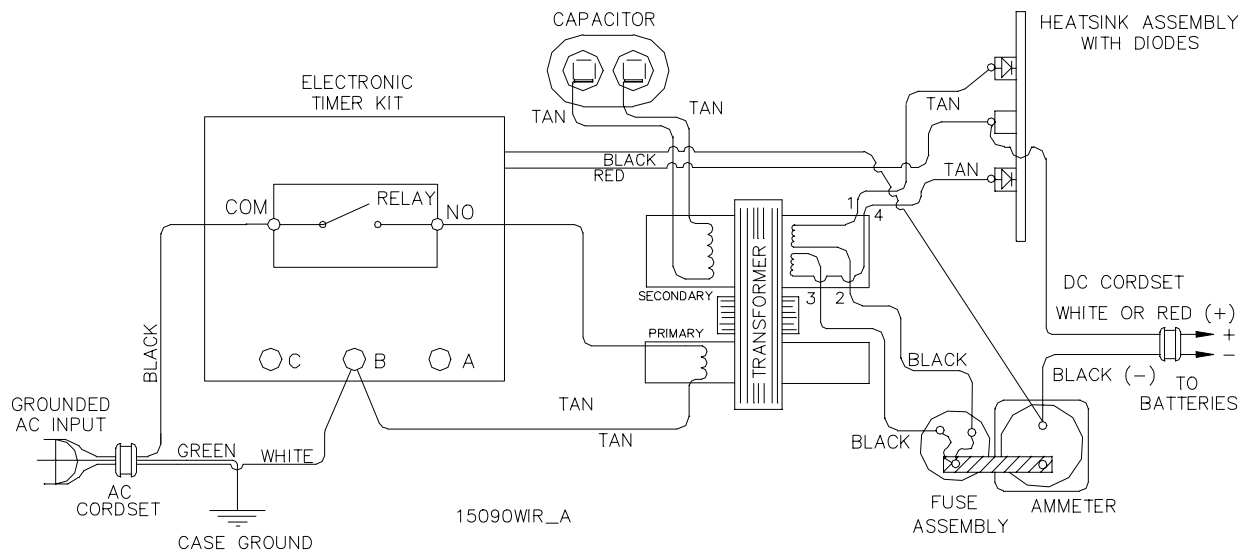 CAPACITOR
HEATSINK ASSEMBLY
WITH DIODES
ELECTRONIC
TIMER KIT
TAN
TAN
TAN
BLACK
RED
TAN
RELAY
COM
NO
1
4
SECONDARY
3
2
TRANSFORMER
PRIMARY
DC CORDSET
WHITE OR RED (+)
+
-
BLACK (-)
TO
BATTERIES
BLACK
C
B
A
BLACK
GROUNDED
AC INPUT
TAN
TAN
BLACK
GREEN
WHITE
AC
CORDSET
FUSE
ASSEMBLY
AMMETER
15090WIR_A
CASE GROUND